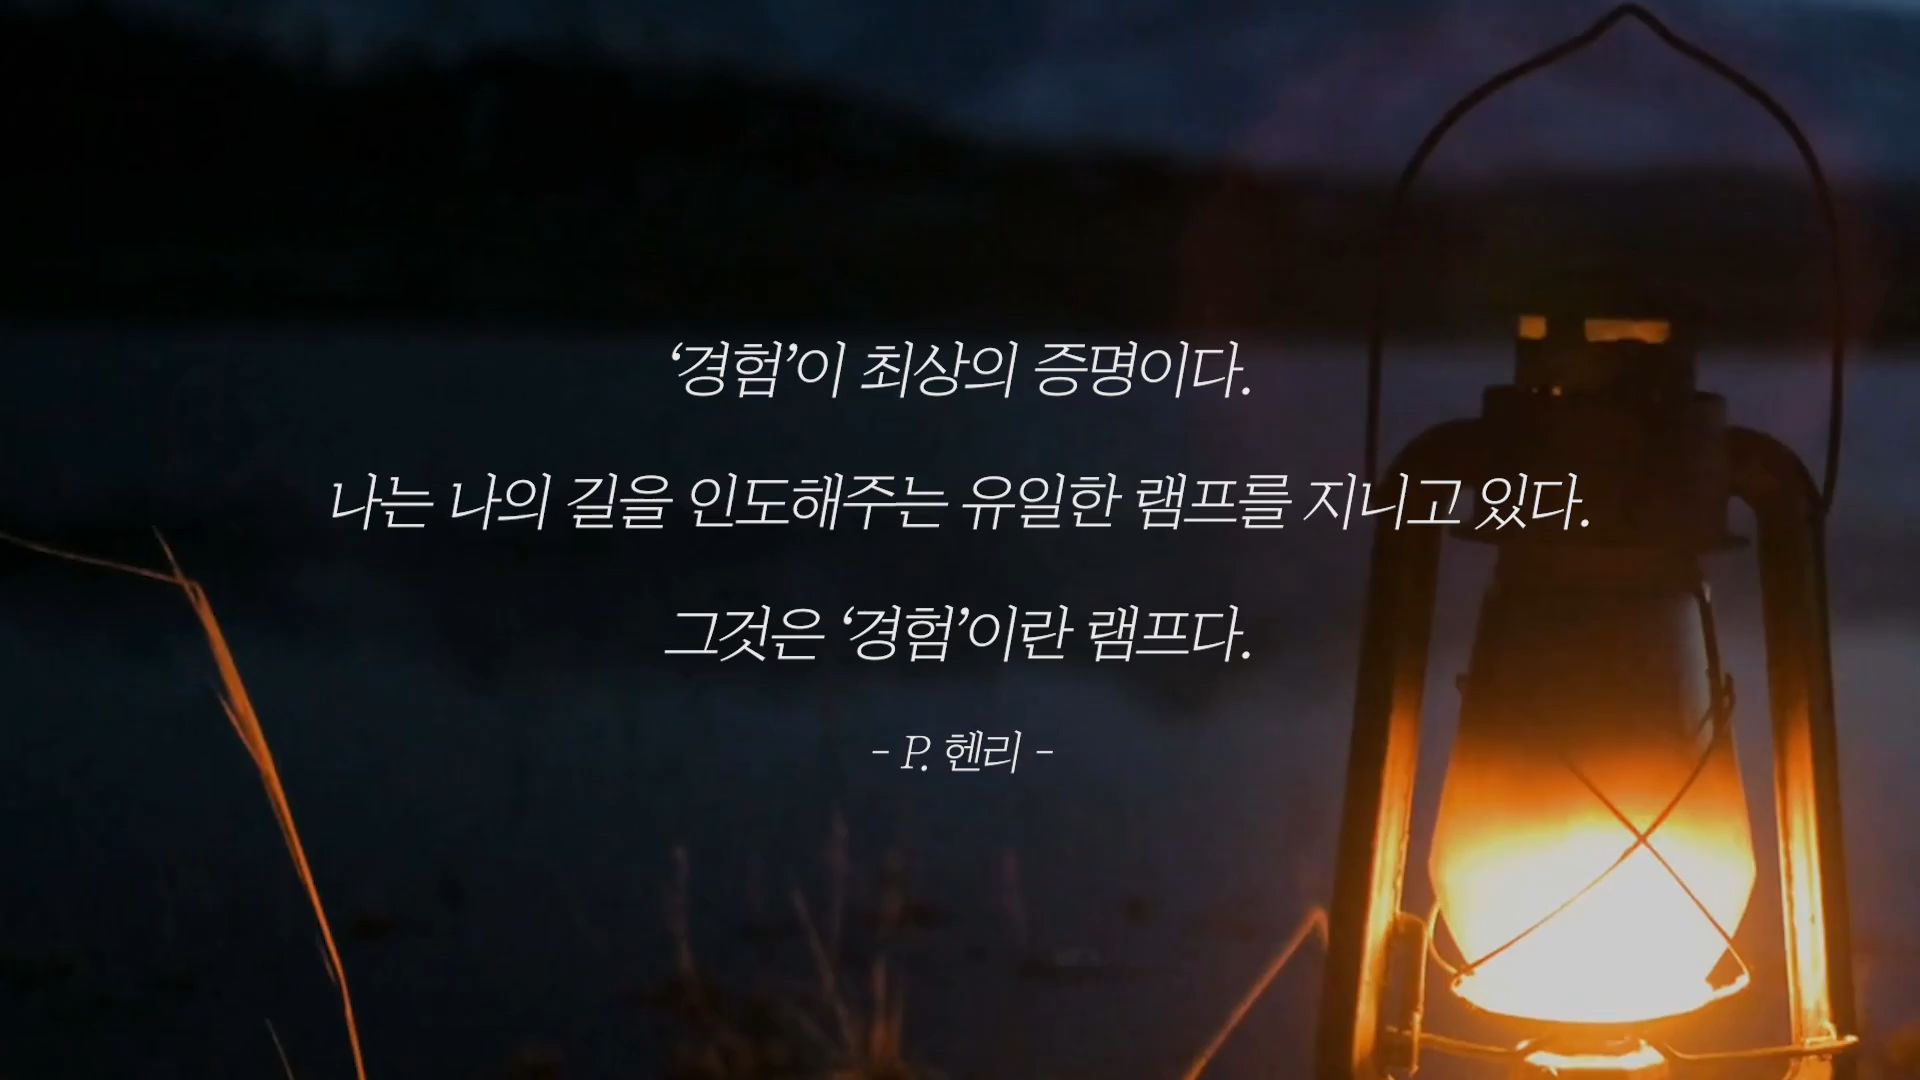 ‘경험’이 최상의 증명이다.
나는 나의 길을 인도해주는 유일한 램프를 지니고 있다.
그것은 ‘경험’이란 램프다.
- P. 헨리 -